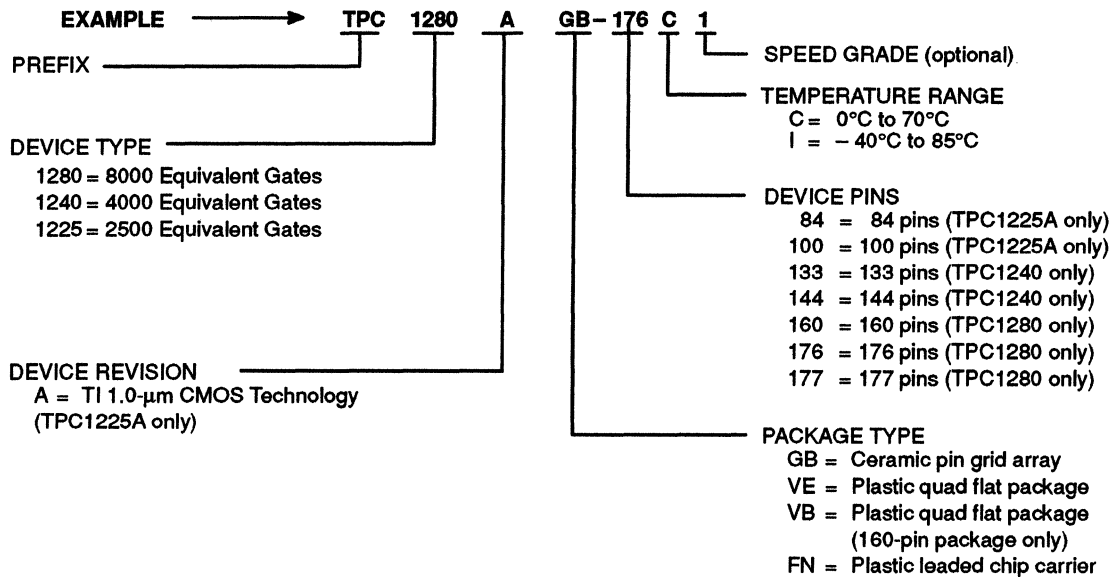 EXAMPLE TPC 1280 A GB-176 C 1
SPEED GRADE (optional)
PREFIX
TEMPERATURE RANGE
C = 0°C to 70°C
I = – 40°C to 85°C
DEVICE TYPE
1280 = 8000 Equivalent Gates
1240 = 4000 Equivalent Gates
1225 = 2500 Equivalent Gates
DEVICE PINS
84 = 84 pins (TPC1225A only)
100 = 100 pins (TPC1225A only)
133 = 133 pins (TPC1240 only)
144 = 144 pins (TPC1240 only)
160 = 160 pins (TPC1280 only)
176 = 176 pins (TPC1280 only)
177 = 177 pins (TPC1280 only)
DEVICE REVISION
A = TI 1.0-μm CMOS Technology
(TPC1225A only)
PACKAGE TYPE
GB = Ceramic pin grid array
VE = Plastic quad flat package
VB = Plastic quad flat package
(160-pin package only)
FN = Plastic leaded chip carrier